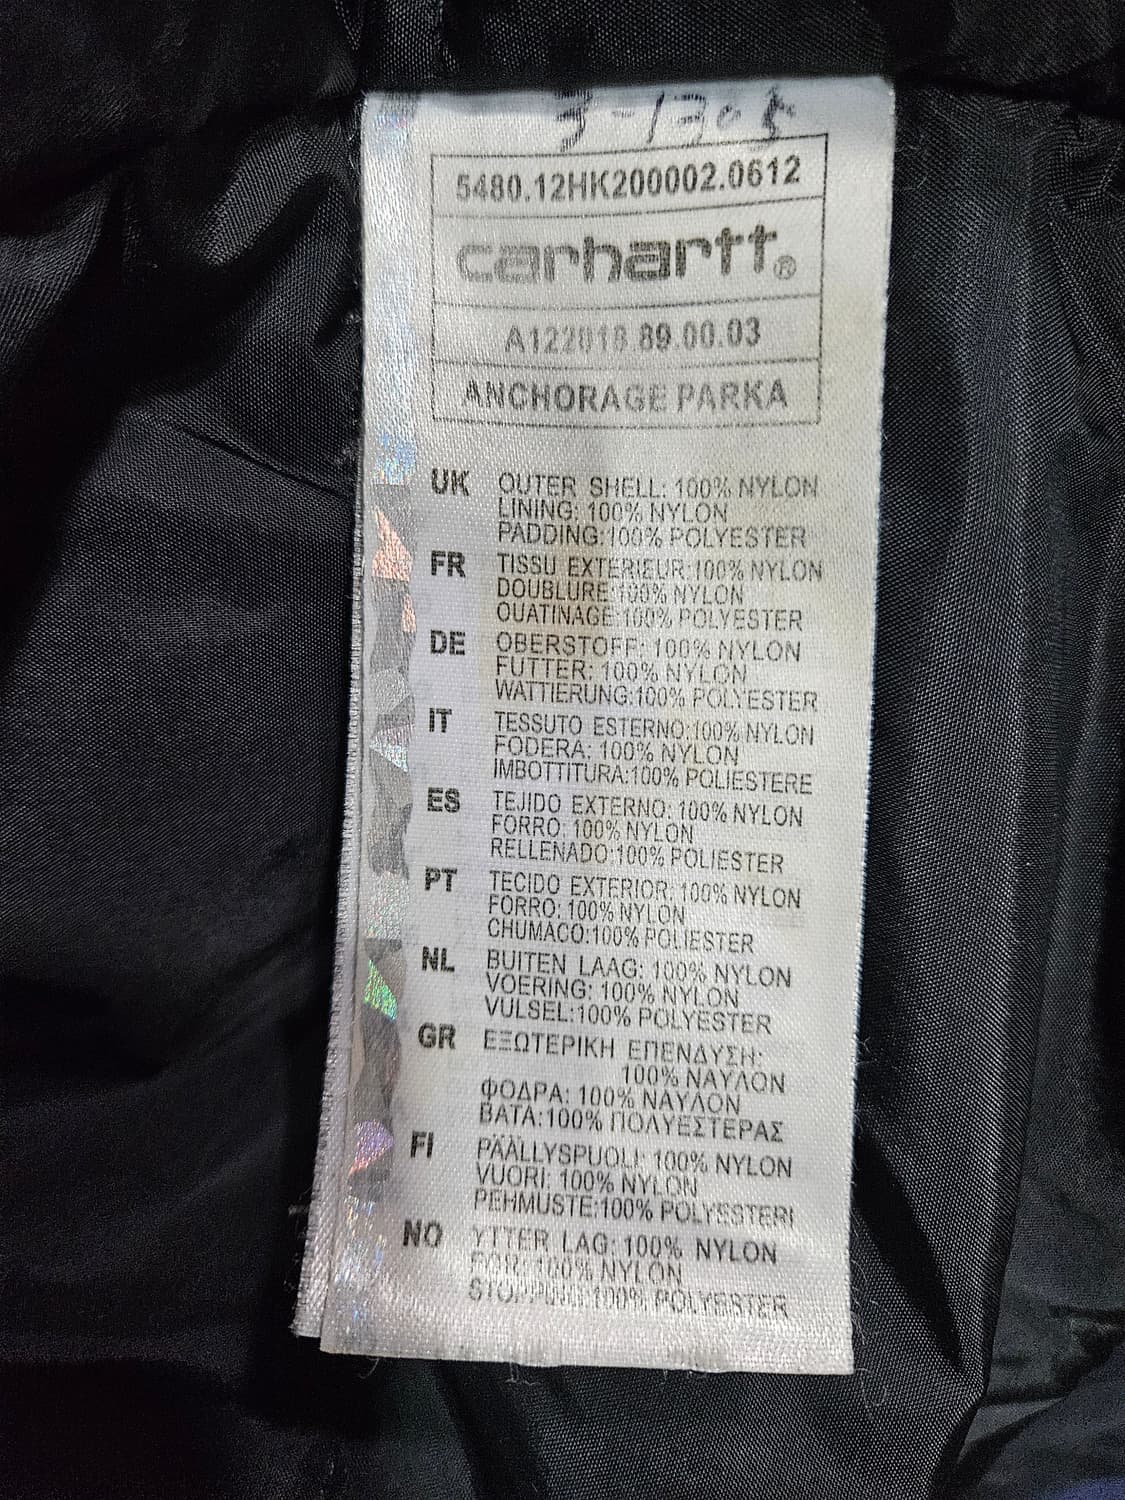 3-1305
5480.12HK200002.0612
carhartt®
A122018.89.00.03
ANCHORAGE PARKA
UK OUTER SHELL: 100% NYLON
LINING: 100% NYLON
PADDING:100% POLYESTER
FR TISSU EXTERIEUR:100% NYLON
DOUBLURE:100% NYLON
OUATINAGE:100% POLYESTER
DE OBERSTOFF: 100% NYLON
FUTTER: 100% NYLON
WATTIERUNG:100% POLYESTER
IT TESSUTO ESTERNO:100% NYLON
FODERA: 100% NYLON
IMBOTTITURA:100% POLIESTERE
ES TEJIDO EXTERNO: 100% NYLON
FORRO: 100% NYLON
RELLENADO:100% POLIESTER
PT TECIDO EXTERIOR: 100% NYLON
FORRO: 100% NYLON
CHUMACO:100% POLIESTER
NL BUITEN LAAG: 100% NYLON
VOERING: 100% NYLON
VULSEL:100% POLYESTER
GR ΕΞΩΤΕΡΙΚΗ ΕΠΕΝΔΥΣΗ:
100% ΝΑΥΛΟΝ
ΦΟΔΡΑ: 100% ΝΑΥΛΟΝ
ΒΑΤΑ:100% ΠΟΛΥΕΣΤΕΡΑΣ
FI PÄÄLLYSPUOLI: 100% NYLON
VUORI: 100% NYLON
PEHMUSTE:100% POLYESTERI
NO YTTER LAG: 100% NYLON
FOR: 100% NYLON
STOPPING:100% POLYESTER